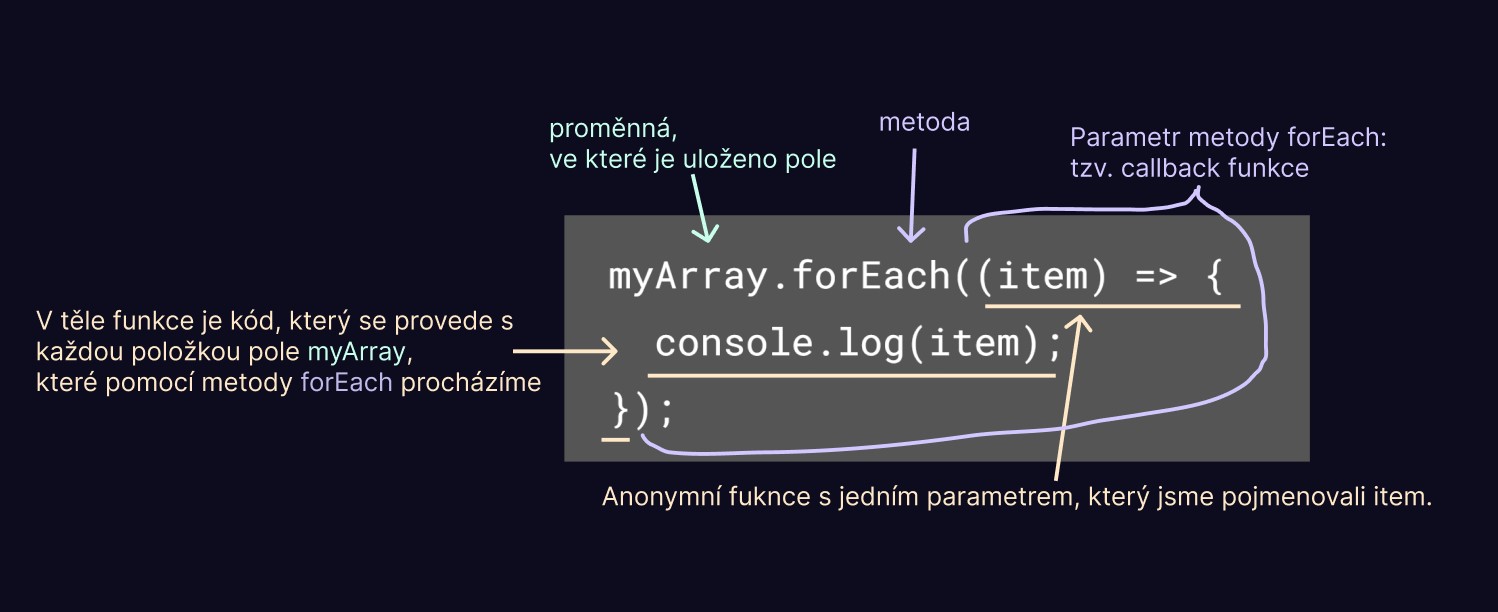 proměnná,
ve které je uloženo pole
metoda
Parametr metody forEach:
tzv. callback funkce
myArray.forEach((item) => {
console.log(item);
});
V těle funkce je kód, který se provede s
každou položkou pole myArray,
které pomocí metody forEach procházíme
Anonymní fuknce s jedním parametrem, který jsme pojmenovali item.